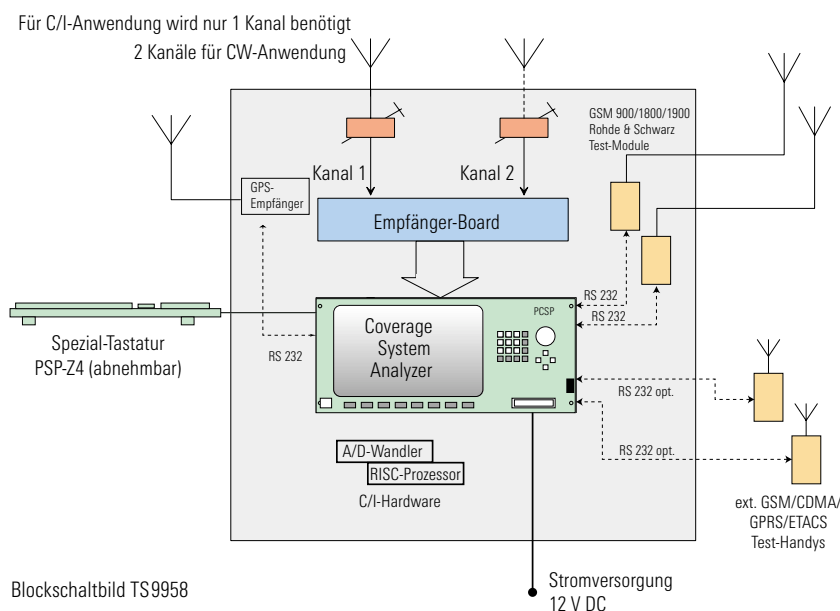 Für C/I-Anwendung wird nur 1 Kanal benötigt
2 Kanäle für CW-Anwendung
GSM 900/1800/1900
Rohde & Schwarz
Test-Module
Kanal 1
Kanal 2
GPS-
Empfänger
Empfänger-Board
RS 232
RS 232
PCSP
Coverage
System
Analyzer
RS 232
Spezial-Tastatur
PSP-Z4 (abnehmbar)
RS 232 opt.
RS 232 opt.
A/D-Wandler
RISC-Prozessor
C/I-Hardware
ext. GSM/CDMA/
GPRS/ETACS
Test-Handys
Blockschaltbild TS9958
Stromversorgung
12 V DC